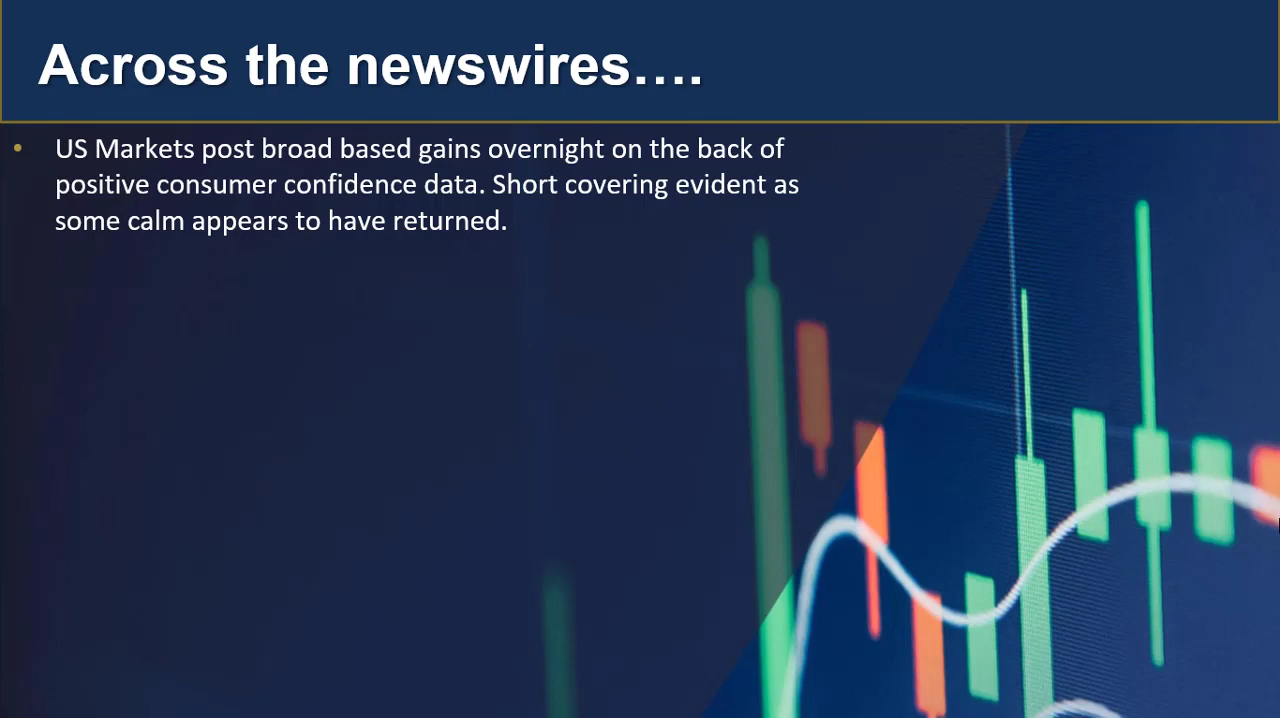 Across the newswires….
• US Markets post broad based gains overnight on the back of
positive consumer confidence data. Short covering evident as
some calm appears to have returned.